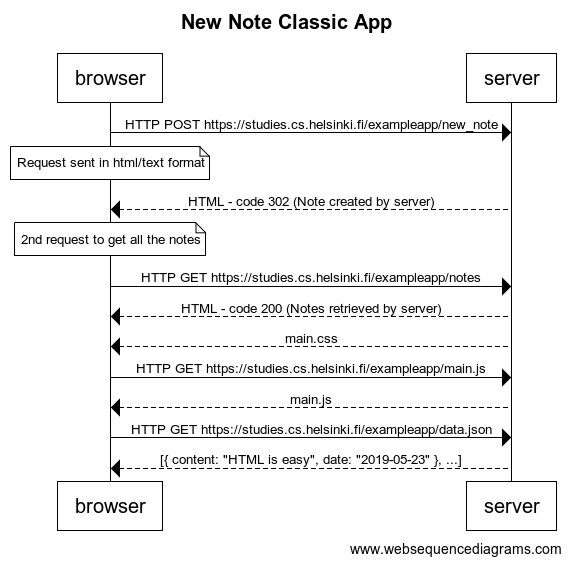 New Note Classic App
browser
server
HTTP POST https://studies.cs.helsinki.fi/exampleapp/new_note
Request sent in html/text format
HTML - code 302 (Note created by server)
2nd request to get all the notes
HTTP GET https://studies.cs.helsinki.fi/exampleapp/notes
HTML - code 200 (Notes retrieved by server)
main.css
HTTP GET https://studies.cs.helsinki.fi/exampleapp/main.js
main.js
HTTP GET https://studies.cs.helsinki.fi/exampleapp/data.json
[{ content: "HTML is easy", date: "2019-05-23" }, ...]
browser
server
www.websequencediagrams.com